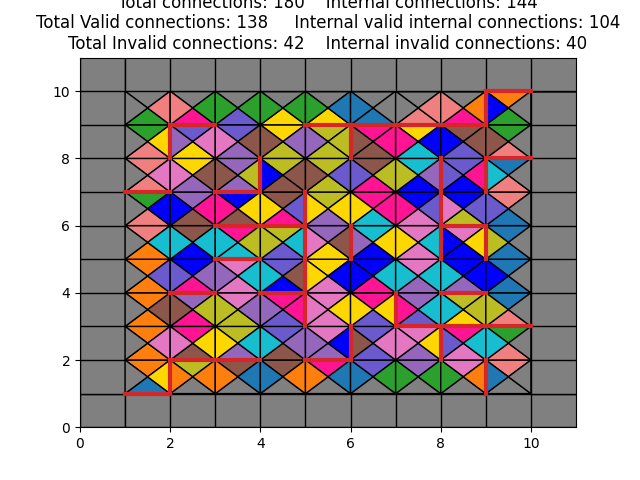 Total connections: 180    Internal connections: 144
Total Valid connections: 138     Internal valid internal connections: 104
Total Invalid connections: 42    Internal invalid connections: 40
10
8
6
4
2
0
0 2 4 6 8 10